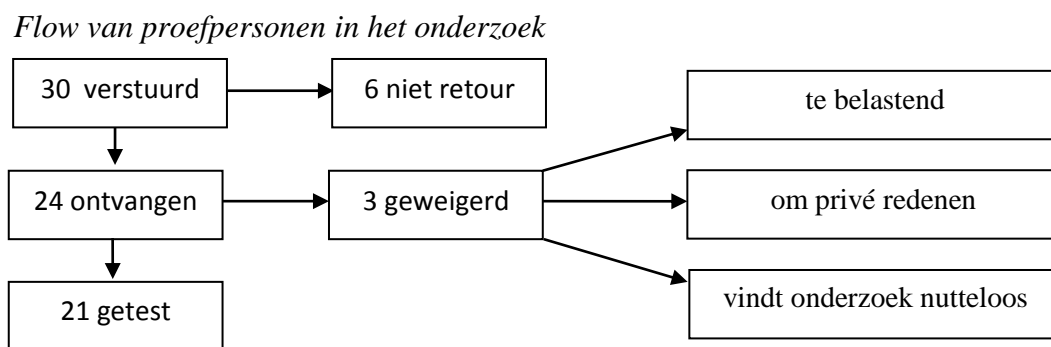 Flow van proefpersonen in het onderzoek
30 verstuurd
6 niet retour
te belastend
24 ontvangen
3 geweigerd
om privé redenen
21 getest
vindt onderzoek nutteloos